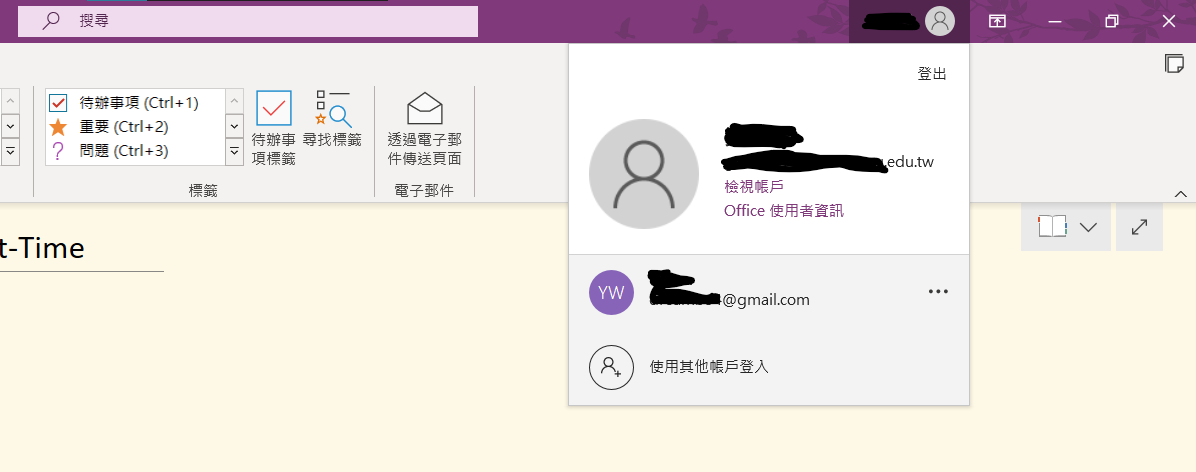 搜尋
登出
待辦事項 (Ctrl+1)
重要 (Ctrl+2)
問題 (Ctrl+3)
待辦事
項標籤
尋找標籤
透過電子郵
件傳送頁面
標籤
電子郵件
.edu.tw
檢視帳戶
Office 使用者資訊
t-Time
YW
@gmail.com
使用其他帳戶登入